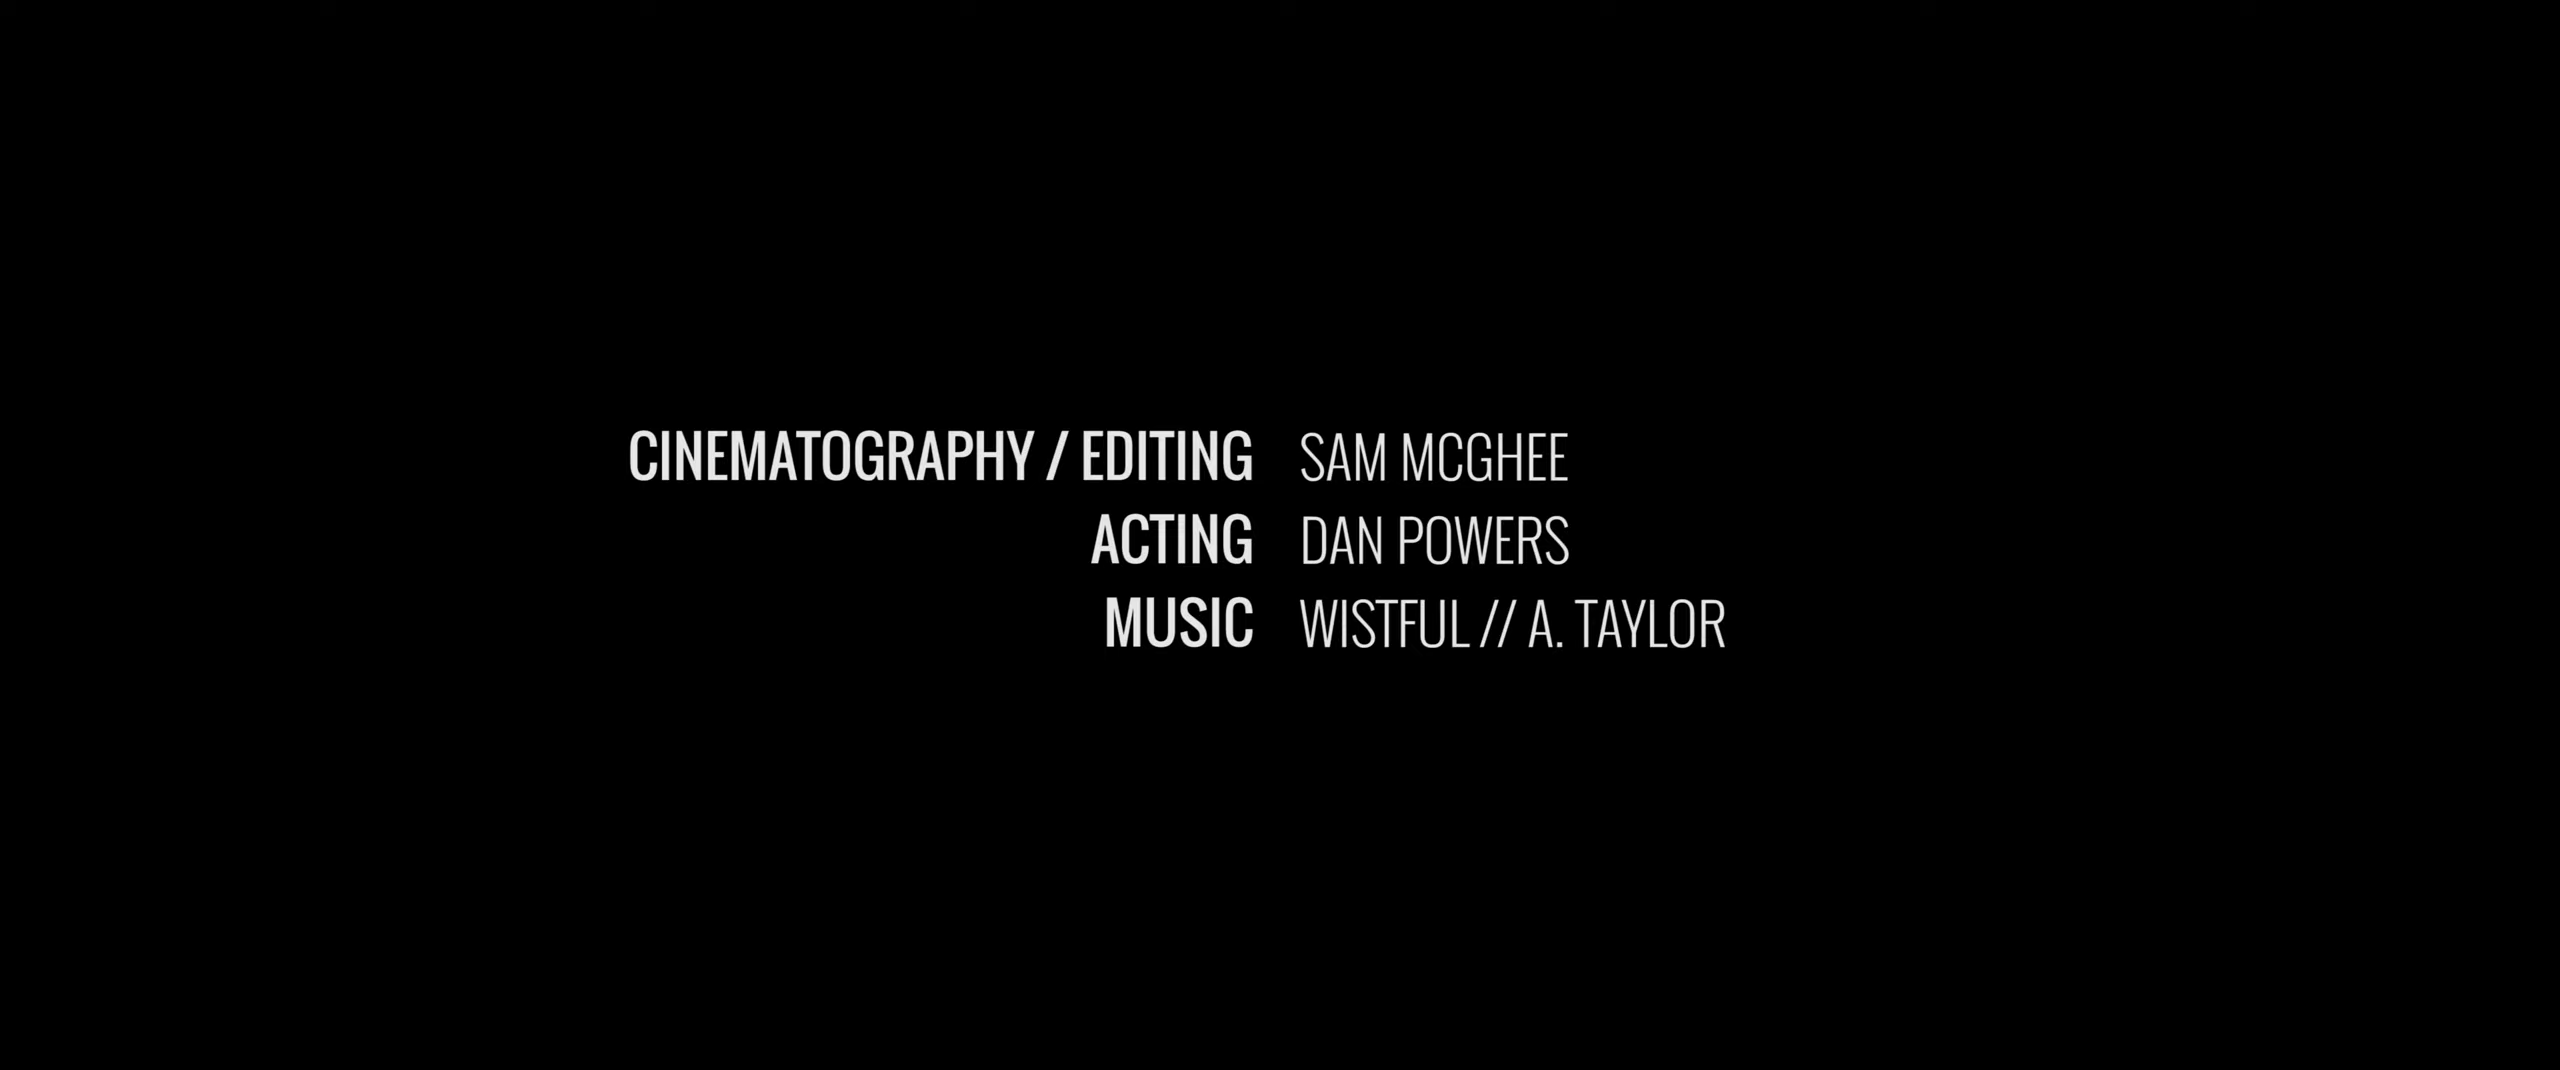 CINEMATOGRAPHY / EDITING SAM MCGHEE
ACTING DAN POWERS
MUSIC WISTFUL // A. TAYLOR